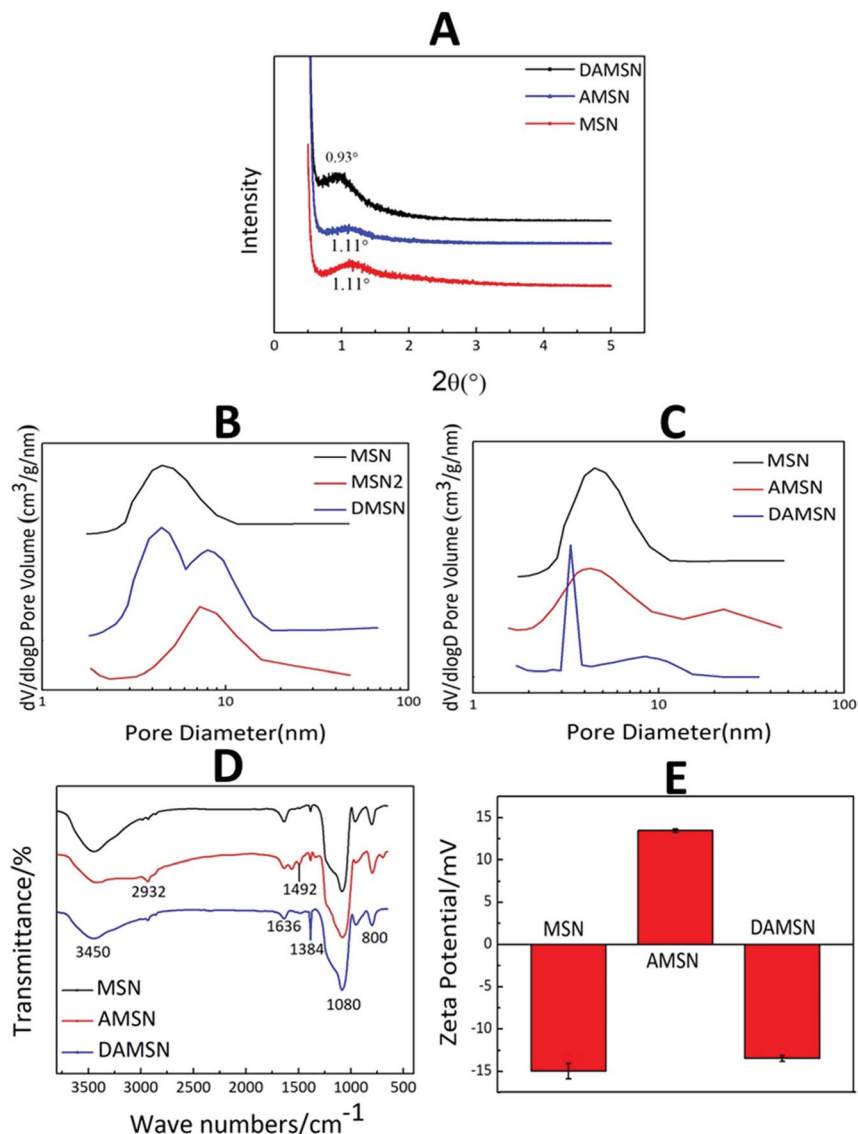 A
DAMSN
AMSN
MSN
0.93°
1.11°
1.11°
Intensity
0 1 2 3 4 5
2θ(°)
B
MSN
MSN2
DMSN
dV/dlogD Pore Volume (cm³/g/nm)
1 10 100
Pore Diameter(nm)
C
MSN
AMSN
DAMSN
dV/dlogD Pore Volume (cm³/g/nm)
1 10 100
Pore Diameter(nm)
D
Transmittance/%
2932
1492
3450
1636
1384
800
1080
MSN
AMSN
DAMSN
3500 3000 2500 2000 1500 1000 500
Wave numbers/cm⁻¹
E
Zeta Potential/mV
15
10
5
0
-5
-10
-15
MSN
AMSN
DAMSN